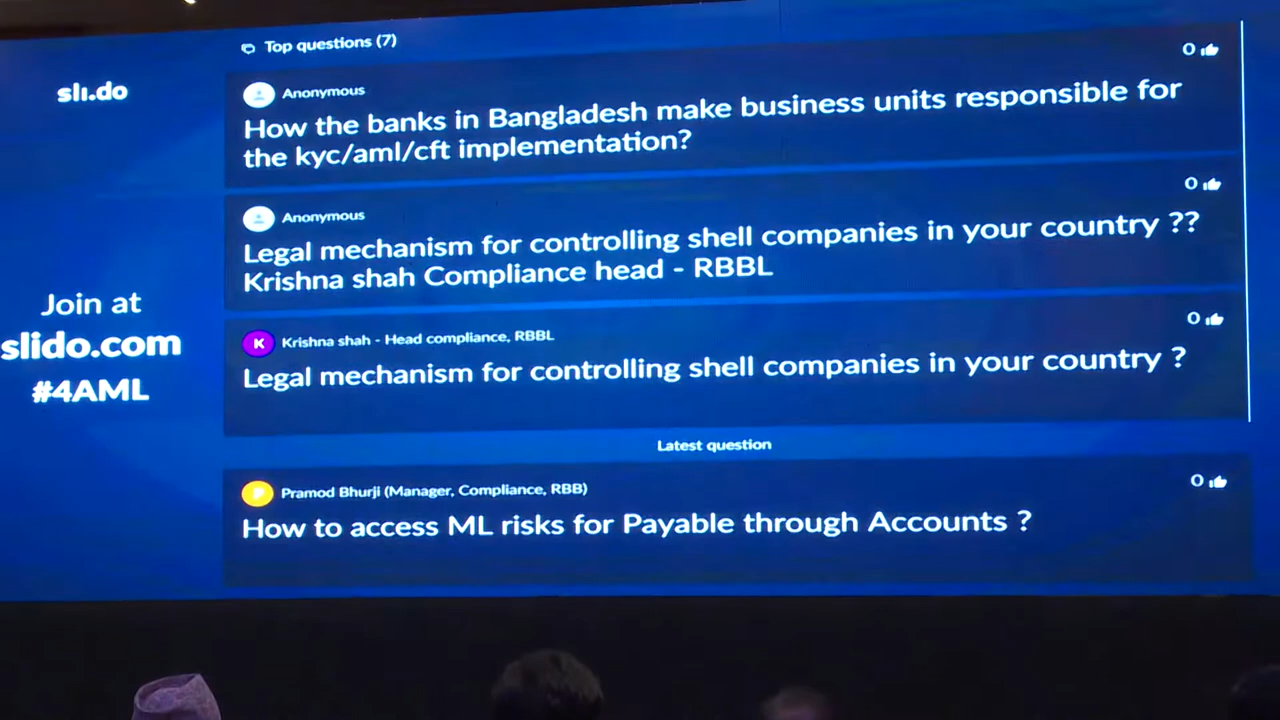 sli.do
Join at
slido.com
#4AML
Top questions (7)
Anonymous
0
How the banks in Bangladesh make business units responsible for
the kyc/aml/cft implementation?
Anonymous
0
Legal mechanism for controlling shell companies in your country ??
Krishna shah Compliance head - RBBL
K
Krishna shah - Head compliance, RBBL
0
Legal mechanism for controlling shell companies in your country ?
Latest question
P
Pramod Bhurji (Manager, Compliance, RBB)
0
How to access ML risks for Payable through Accounts ?